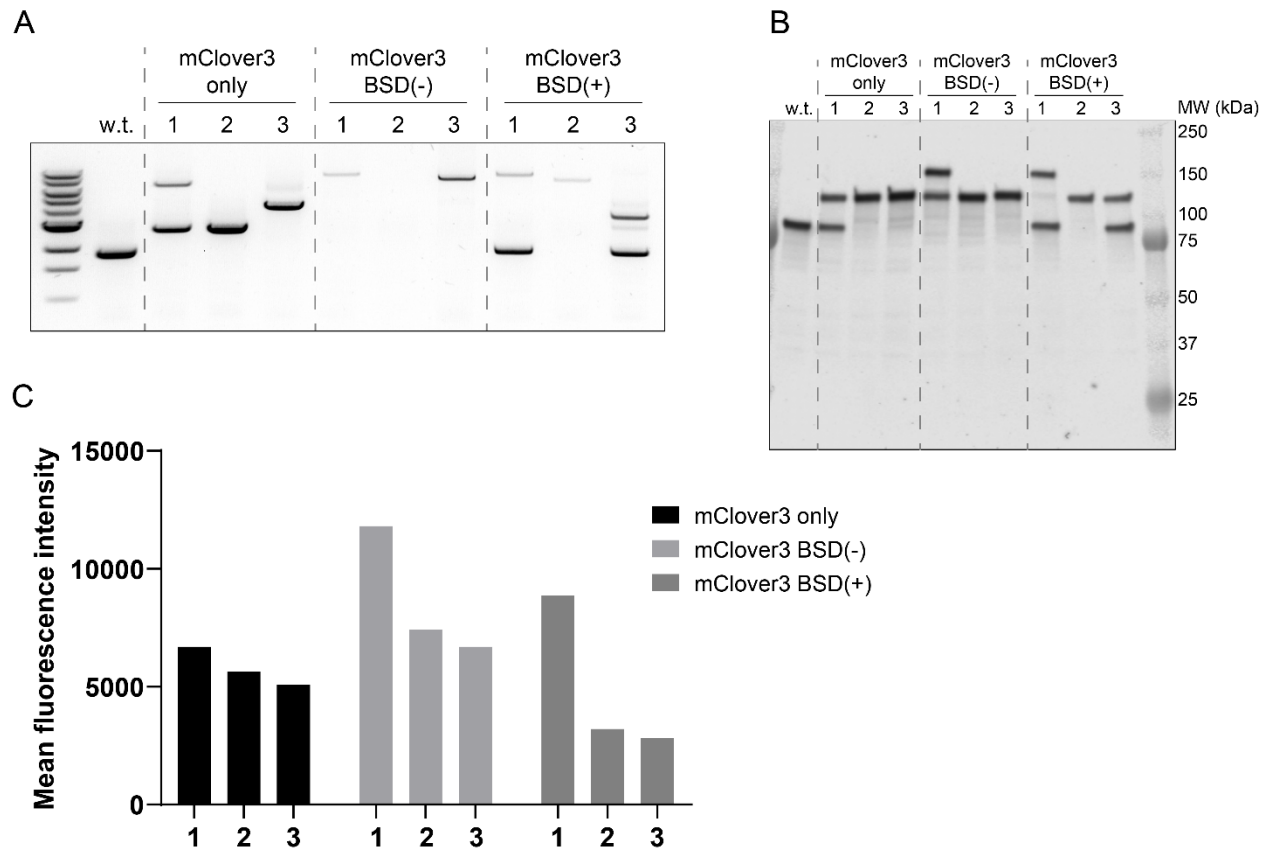 A
mClover3 only
mClover3 BSD(-)
mClover3 BSD(+)
w.t. 1 2 3 1 2 3 1 2 3
B
mClover3 only
mClover3 BSD(-)
mClover3 BSD(+)
w.t. 1 2 3 1 2 3 1 2 3 MW (kDa)
250
150
100
75
50
37
25
C
Mean fluorescence intensity
15000
10000
5000
0
1 2 3 1 2 3 1 2 3
mClover3 only
mClover3 BSD(-)
mClover3 BSD(+)